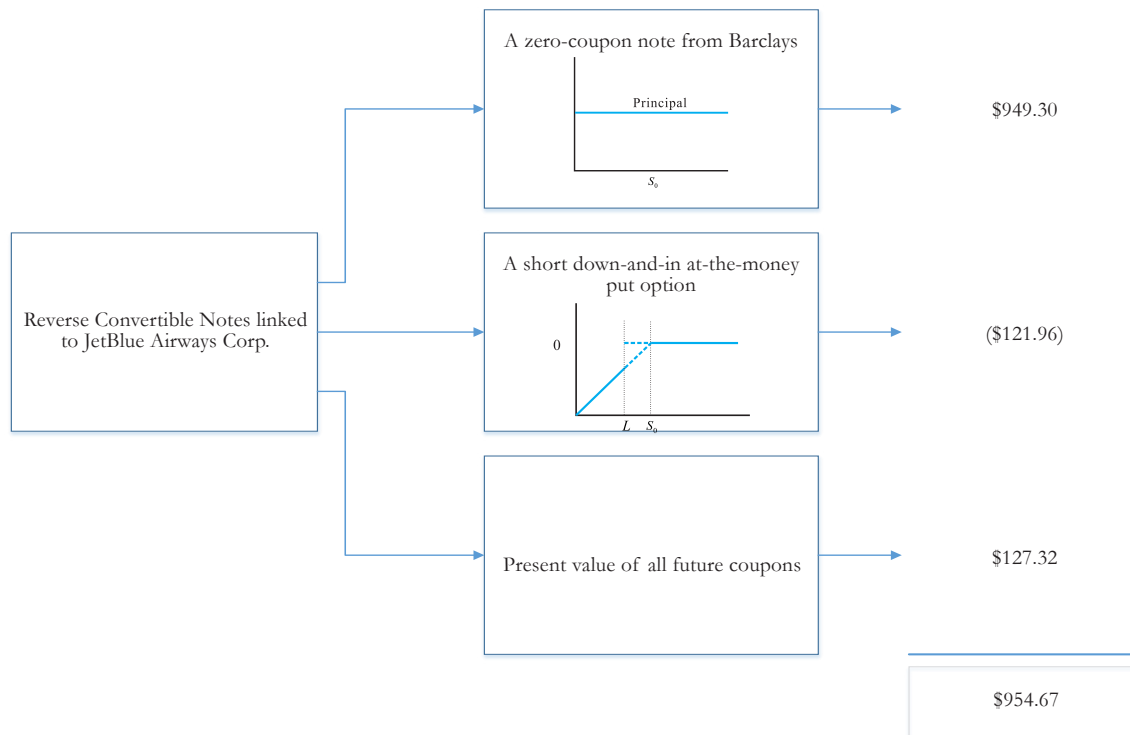 A zero-coupon note from Barclays
Principal
S₀
$949.30
Reverse Convertible Notes linked
to JetBlue Airways Corp.
A short down-and-in at-the-money
put option
0
L S₀
($121.96)
Present value of all future coupons
$127.32
$954.67